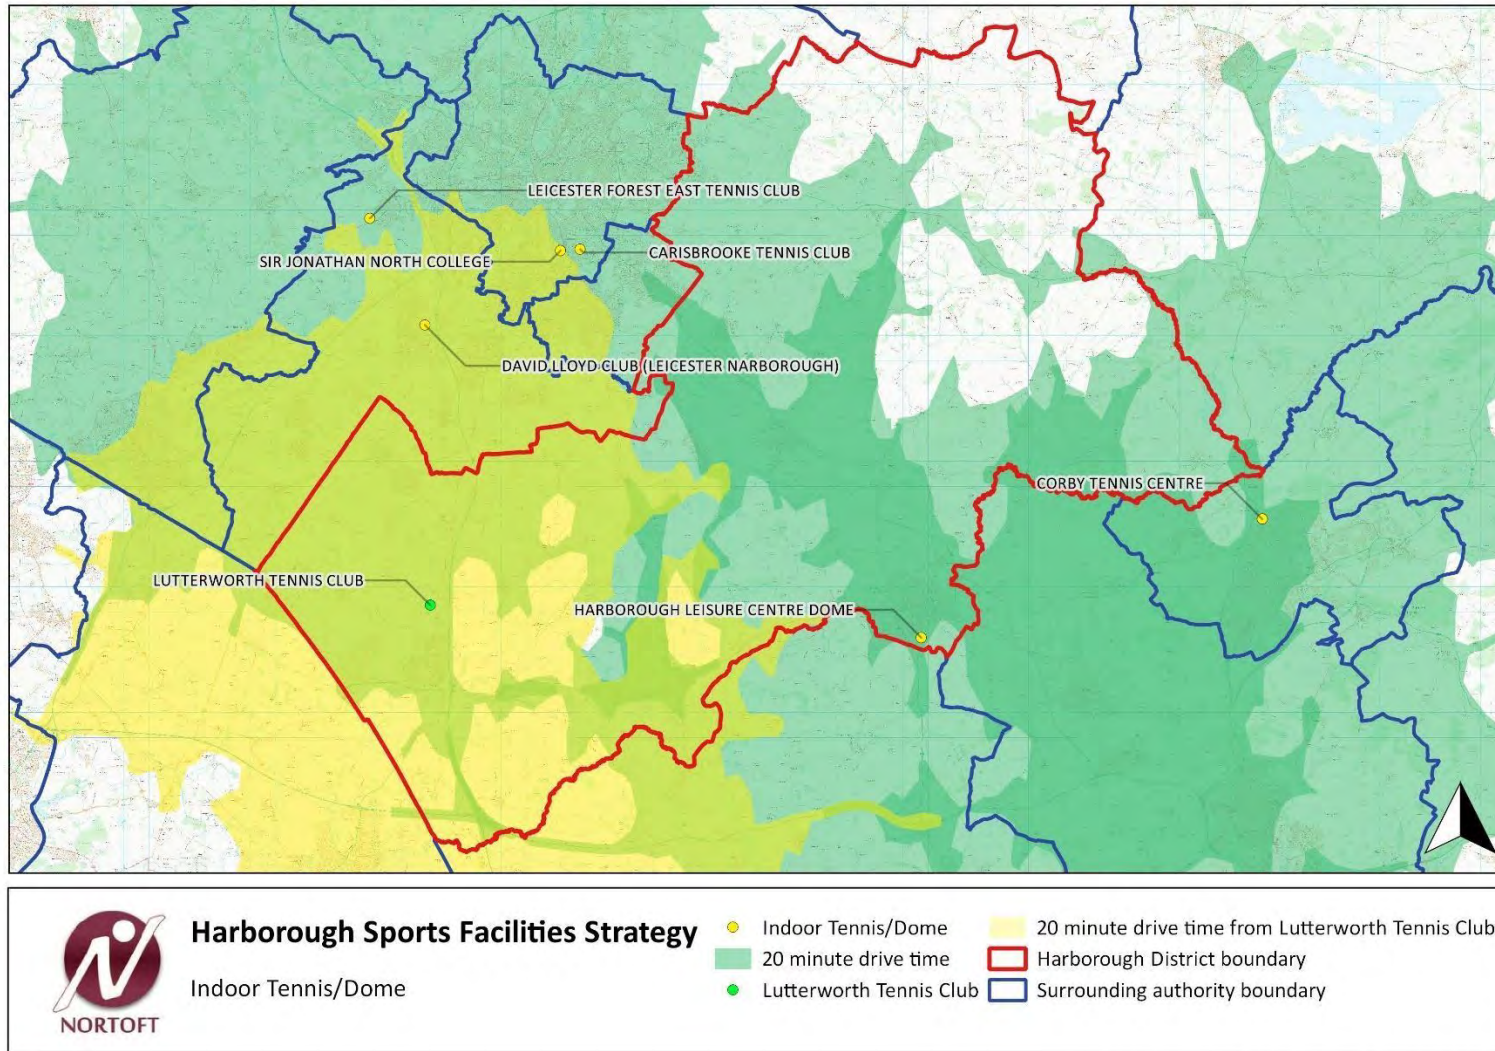 LEICESTER FOREST EAST TENNIS CLUB
SIR JONATHAN NORTH COLLEGE
CARISBROOKE TENNIS CLUB
DAVID LLOYD CLUB (LEICESTER NARBOROUGH)
CORBY TENNIS CENTRE
LUTTERWORTH TENNIS CLUB
HARBOROUGH LEISURE CENTRE DOME
N
NORTOFT
Harborough Sports Facilities Strategy
Indoor Tennis/Dome
Indoor Tennis/Dome
20 minute drive time
Lutterworth Tennis Club
20 minute drive time from Lutterworth Tennis Club
Harborough District boundary
Surrounding authority boundary